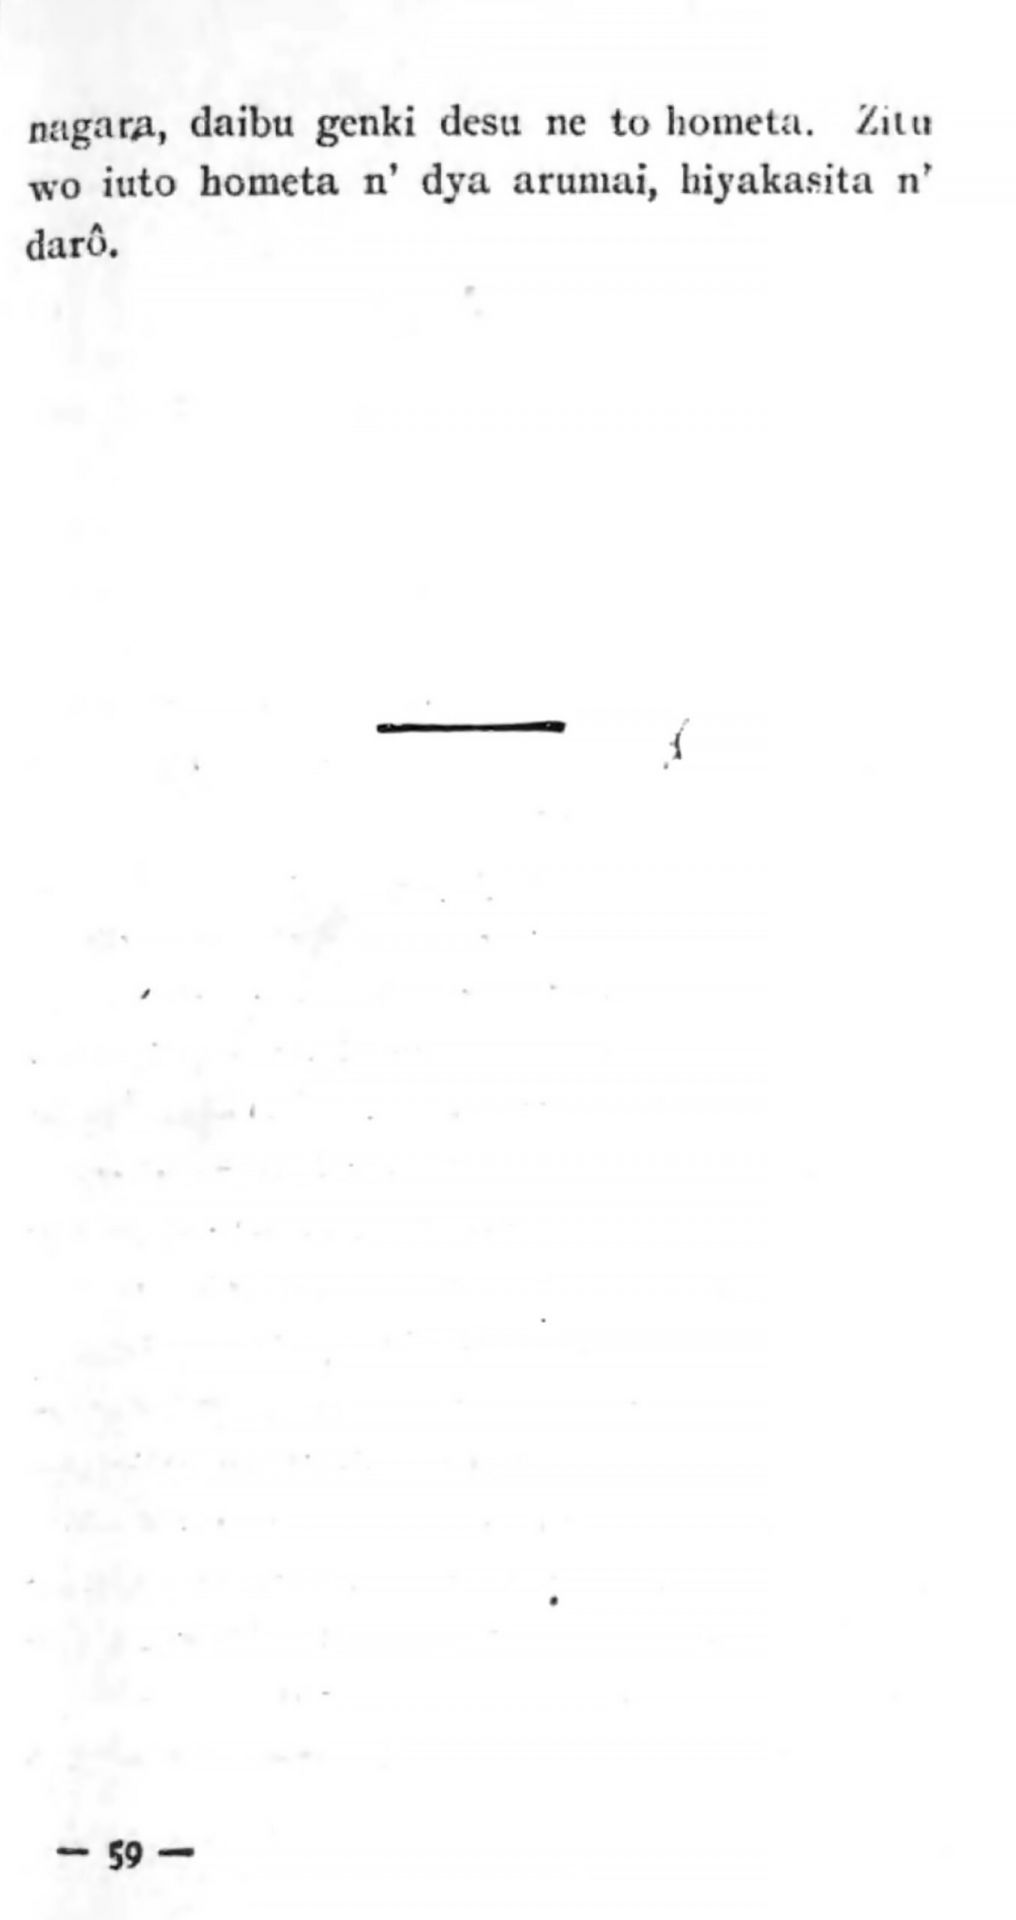 nagara, daibu genki desu ne to hometa. Zitu
wo iuto hometa n’ dya arumai, hiyakasita n’
darô.
— 59 —